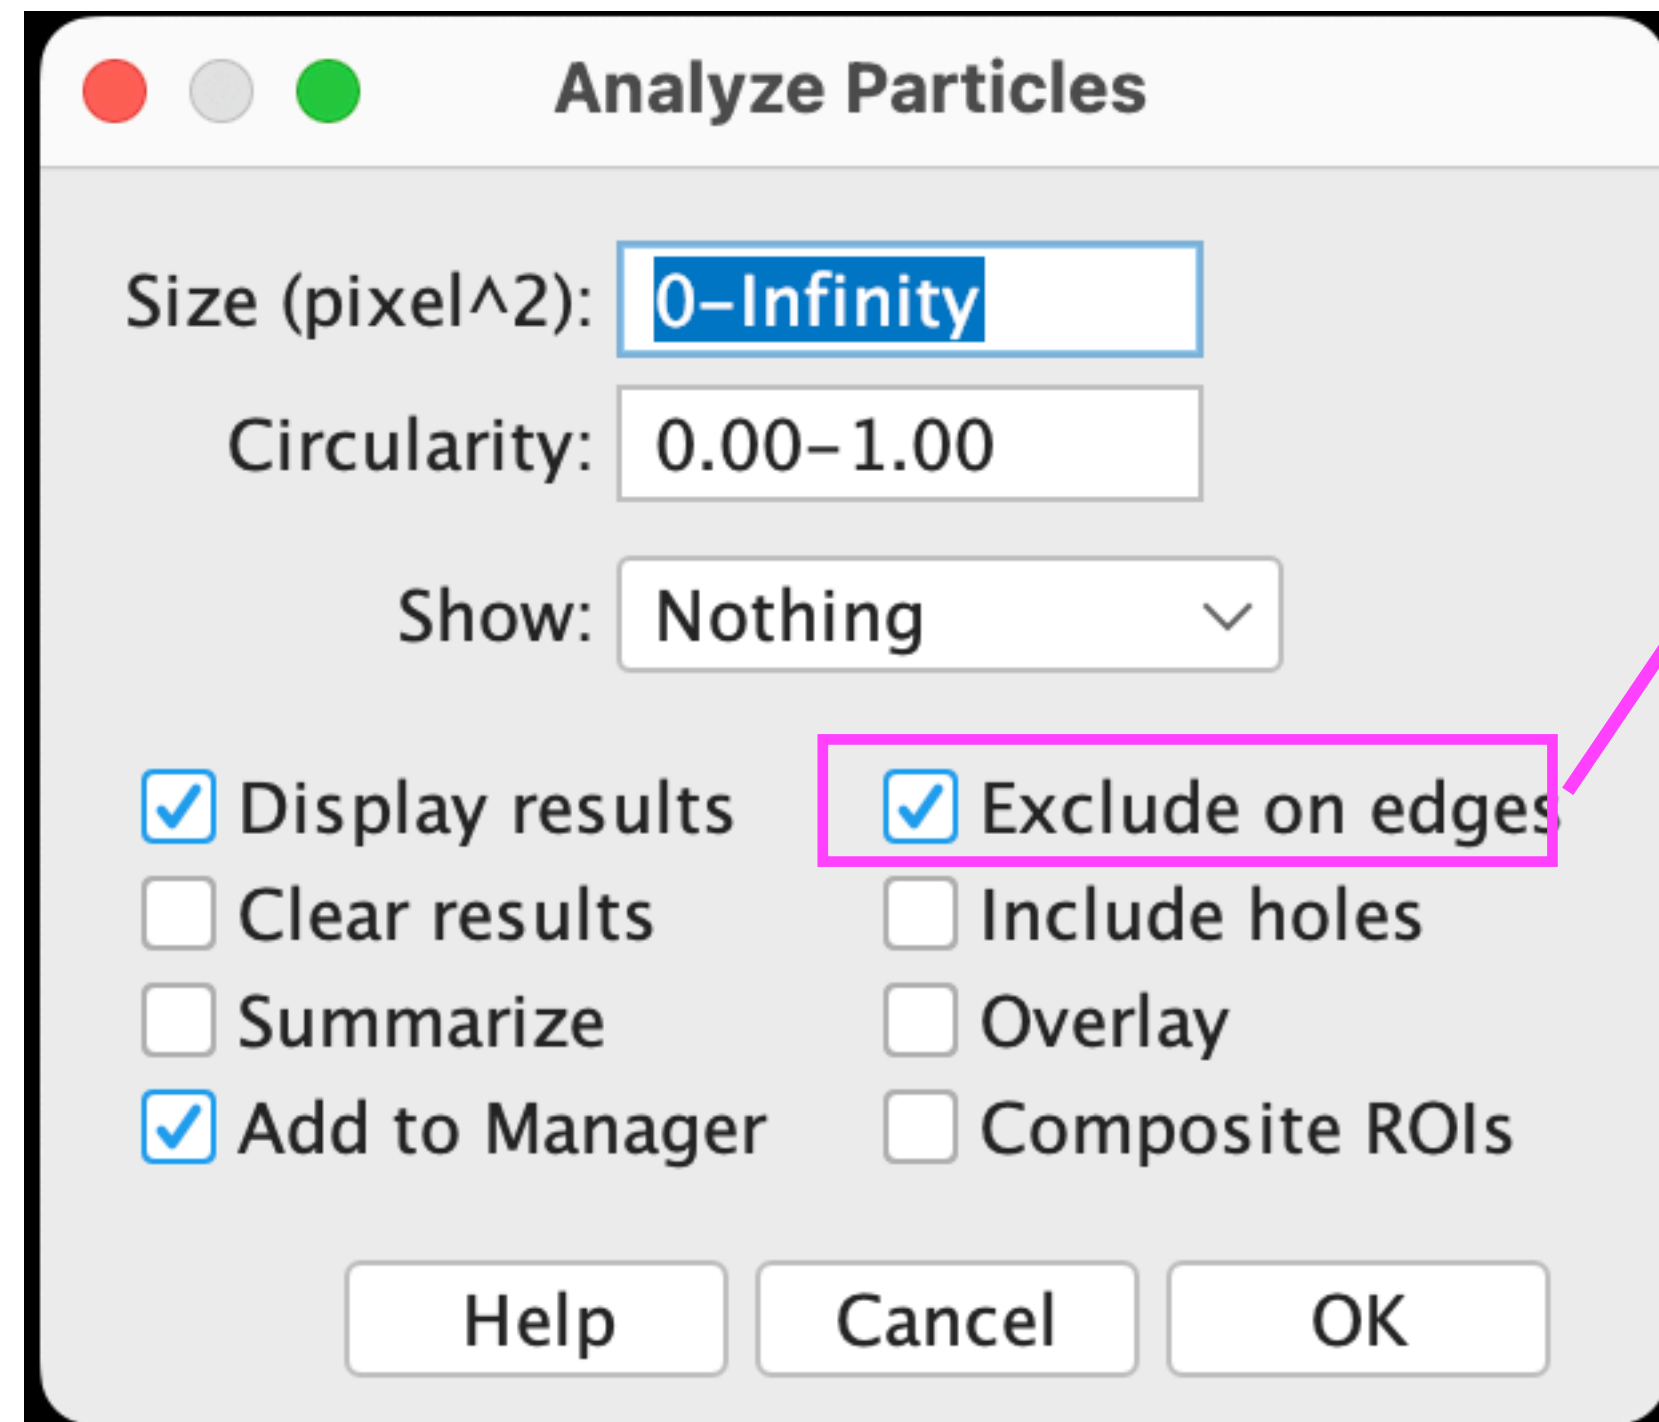 Analyze Particles
Size (pixel^2): 0-Infinity
Circularity: 0.00-1.00
Show: Nothing
Display results Exclude on edges
Clear results Include holes
Summarize Overlay
Add to Manager Composite ROIs
Help Cancel OK